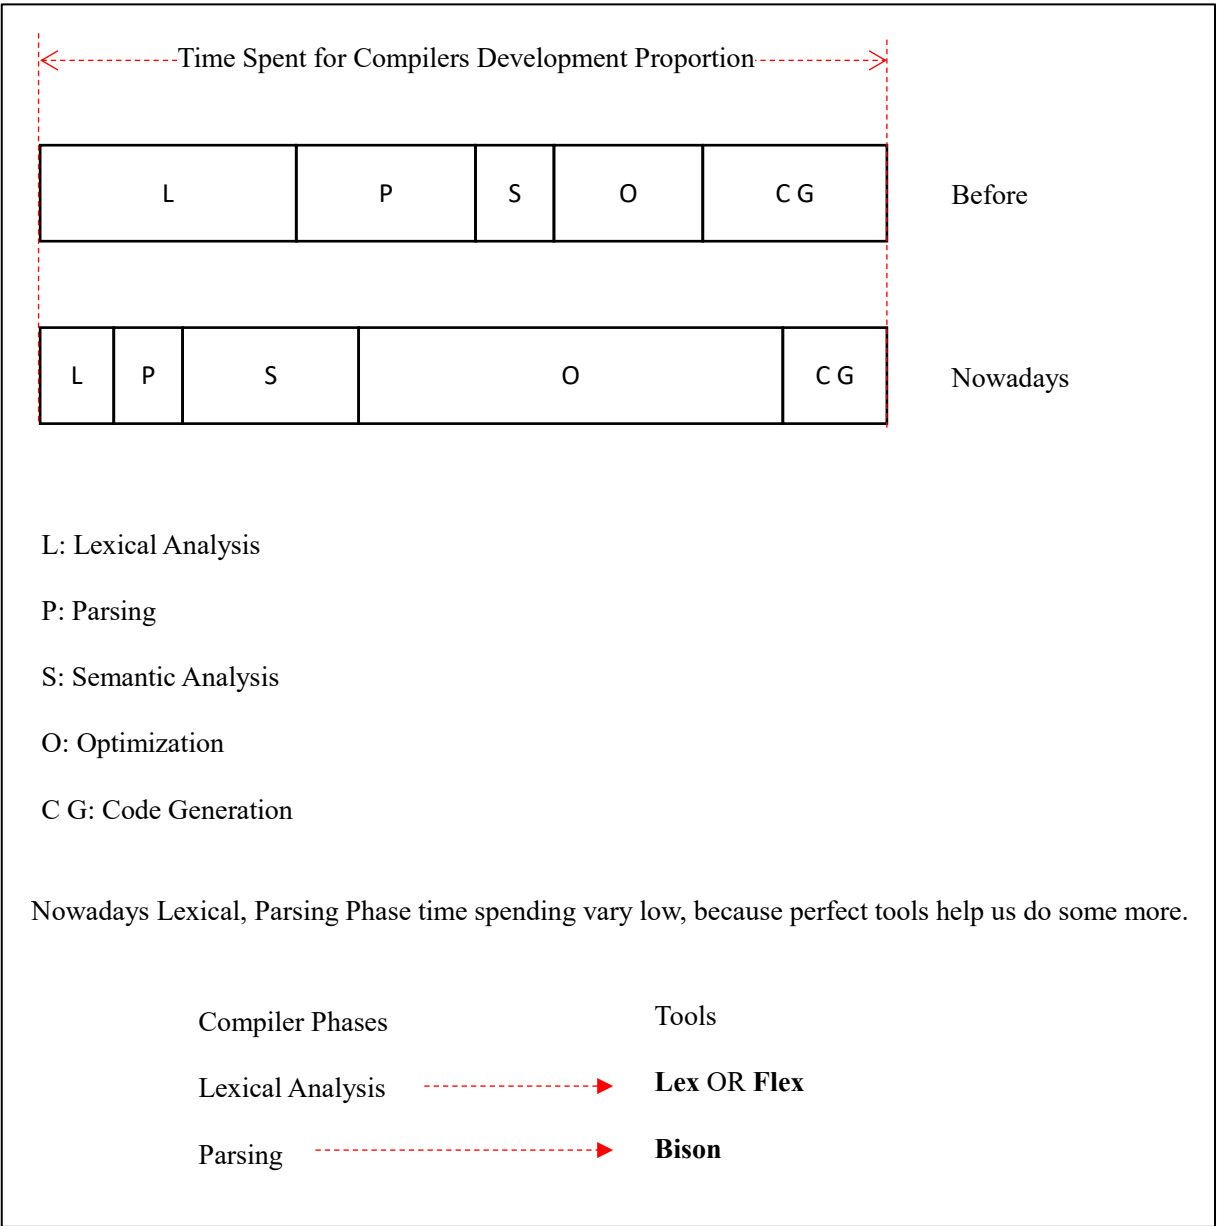 Time Spent for Compilers Development Proportion
L P S O C G Before
L P S O C G Nowadays
L: Lexical Analysis
P: Parsing
S: Semantic Analysis
O: Optimization
C G: Code Generation
Nowadays Lexical, Parsing Phase time spending vary low, because perfect tools help us do some more.
Compiler Phases Tools
Lexical Analysis Lex OR Flex
Parsing Bison